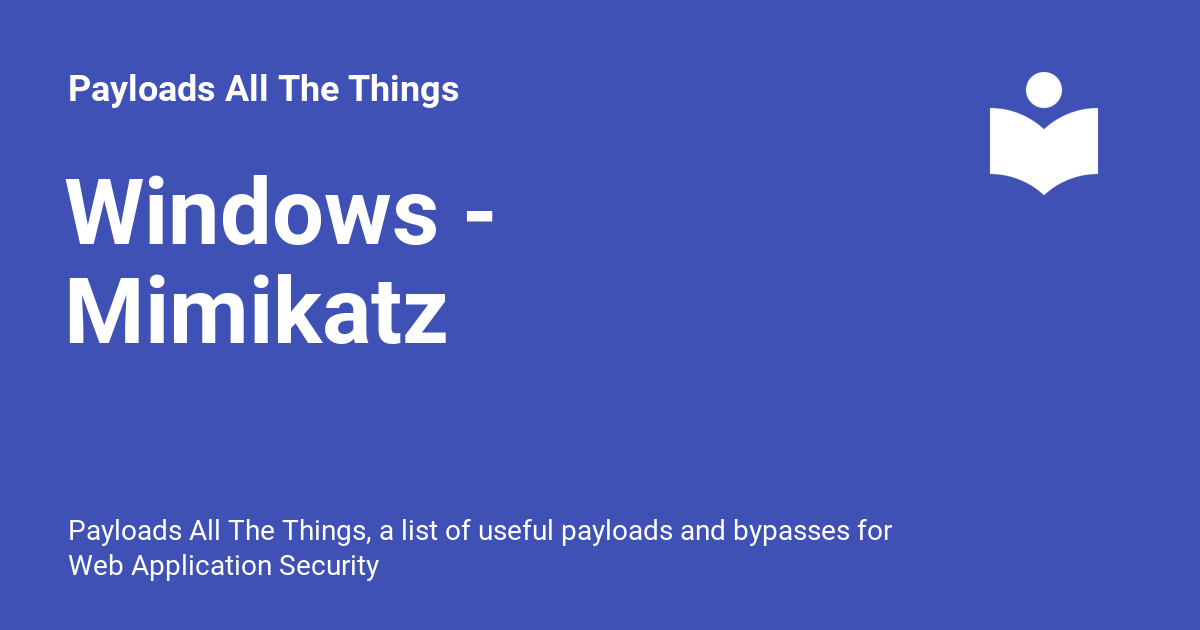 Payloads All The Things
Windows -
Mimikatz
Payloads All The Things, a list of useful payloads and bypasses for
Web Application Security